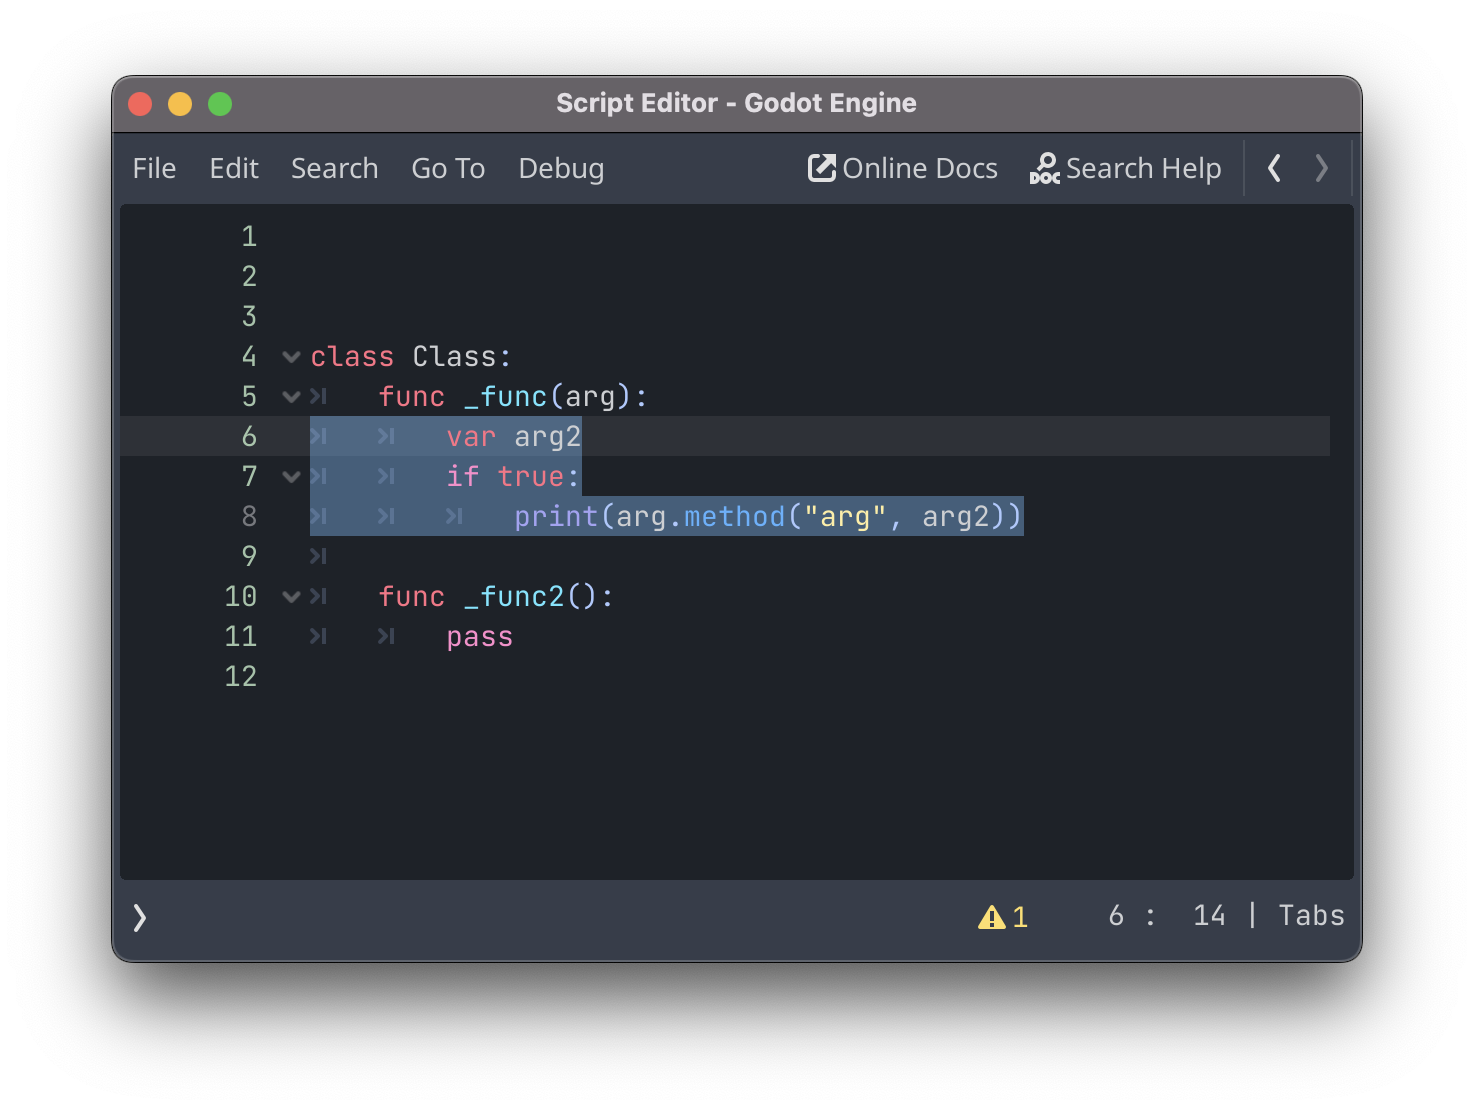 Script Editor - Godot Engine
File Edit Search Go To Debug Online Docs DOC Search Help
1
2
3
4 class Class:
5 func _func(arg):
6 var arg2
7 if true:
8 print(arg.method("arg", arg2))
9
10 func _func2():
11 pass
12
1 6 : 14 | Tabs